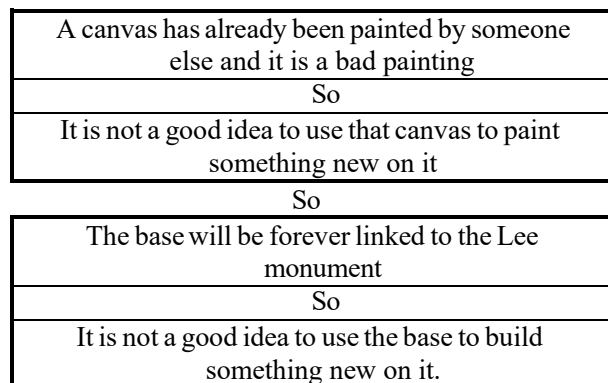 A canvas has already been painted by someone
else and it is a bad painting
So
It is not a good idea to use that canvas to paint
something new on it
So
The base will be forever linked to the Lee
monument
So
It is not a good idea to use the base to build
something new on it.